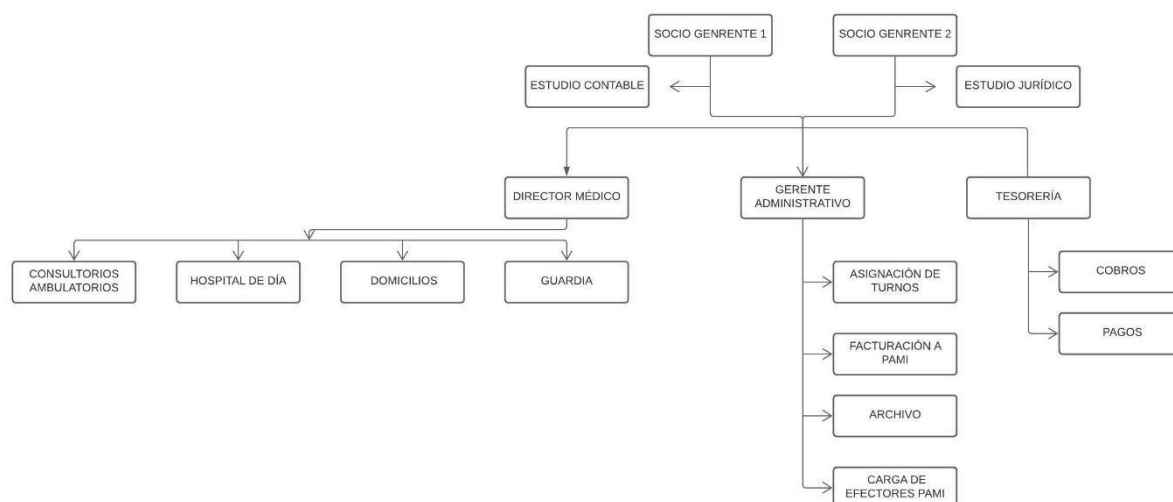 SOCIO GENRENTE 1
SOCIO GENRENTE 2
ESTUDIO CONTABLE
ESTUDIO JURÍDICO
DIRECTOR MÉDICO
GERENTE
ADMINISTRATIVO
TESORERÍA
CONSULTORIOS
AMBULATORIOS
HOSPITAL DE DÍA
DOMICILIOS
GUARDIA
ASIGNACIÓN DE
TURNOS
FACTURACIÓN A
PAMI
ARCHIVO
CARGA DE
EFECTORES PAMI
COBROS
PAGOS